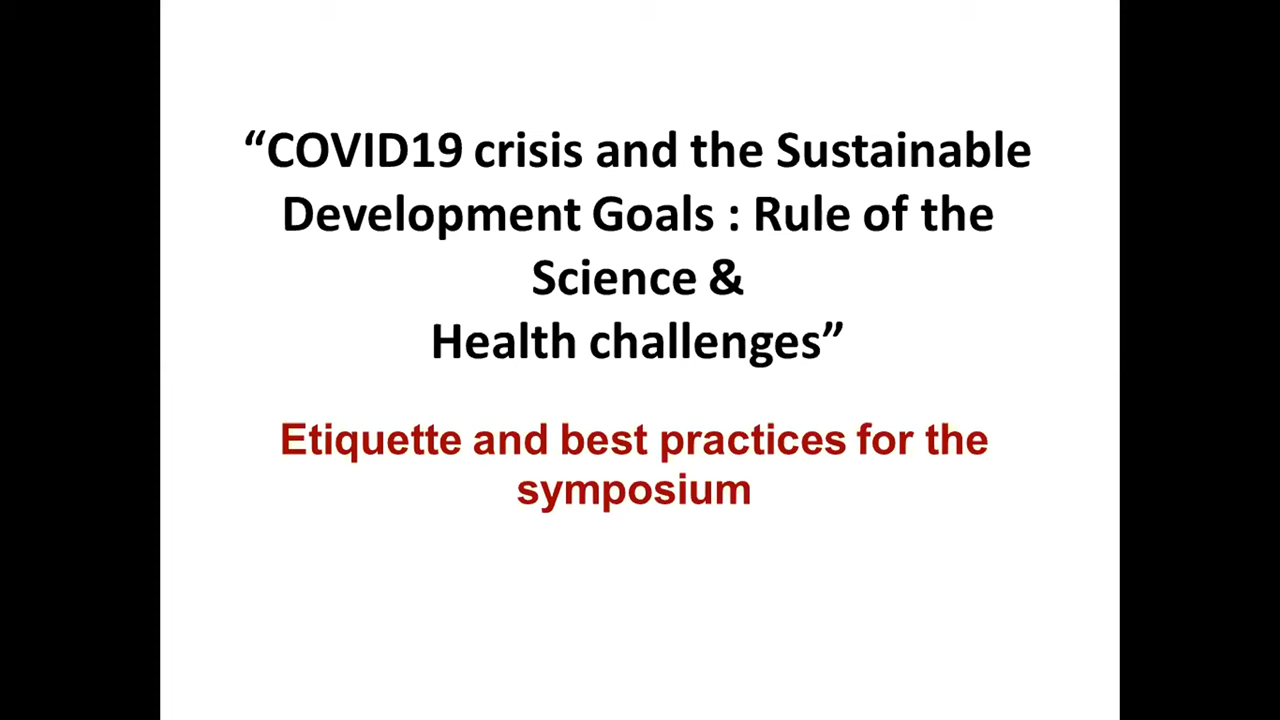 “COVID19 crisis and the Sustainable
Development Goals : Rule of the
Science &
Health challenges”
Etiquette and best practices for the
symposium